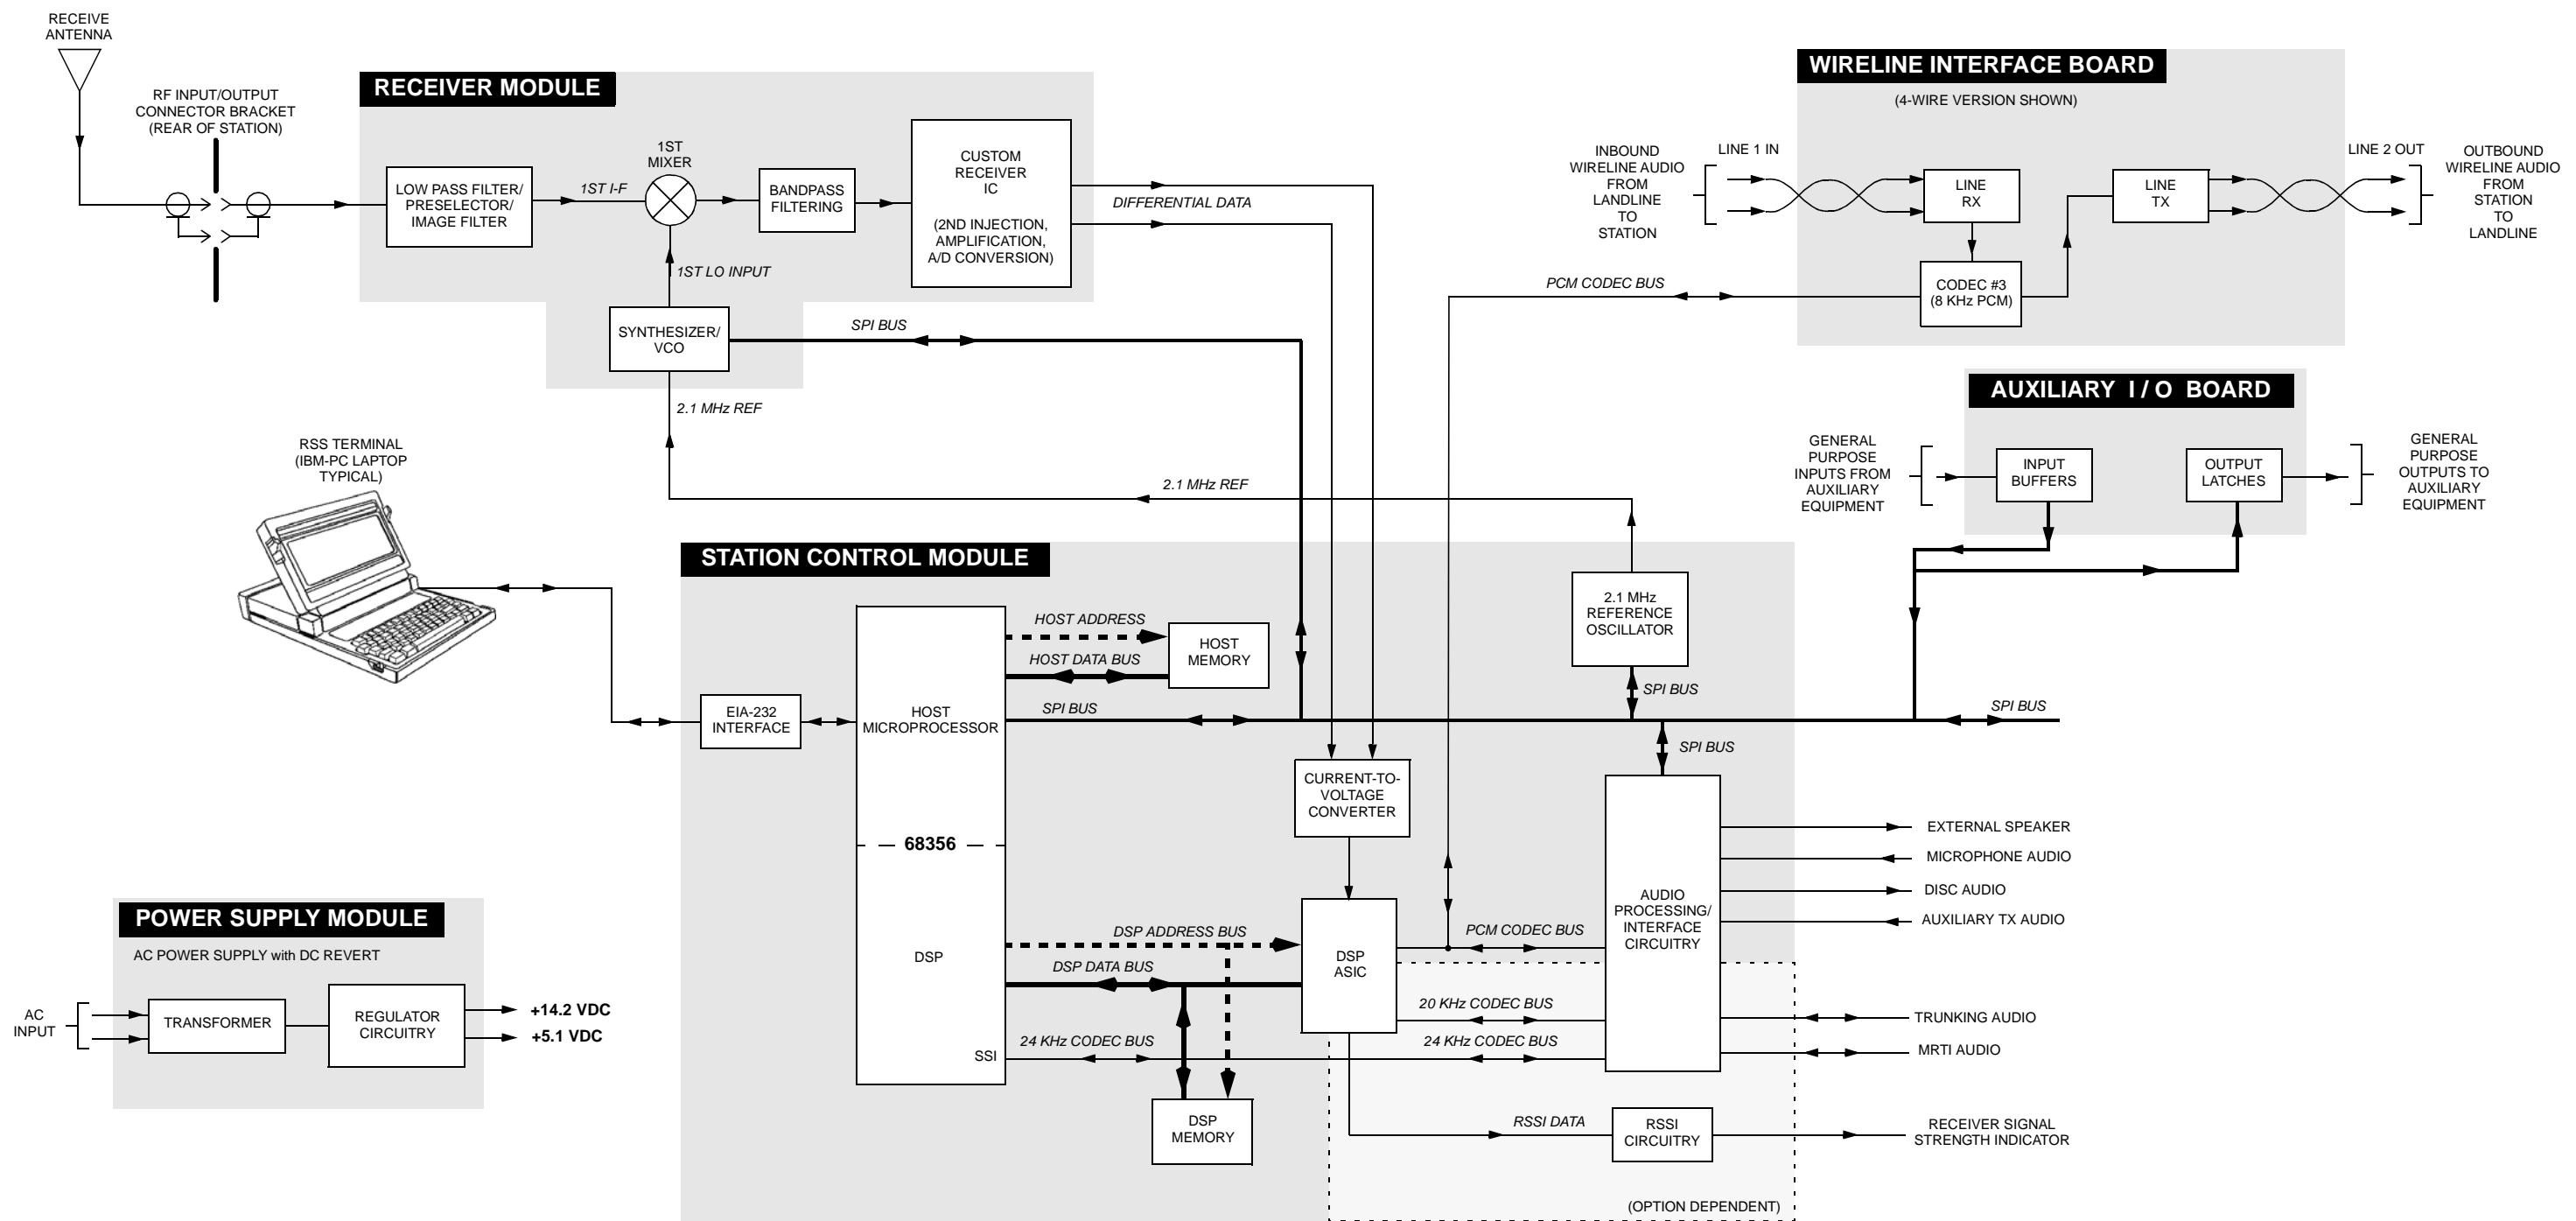 RECEIVE
ANTENNA
RF INPUT/OUTPUT
CONNECTOR BRACKET
(REAR OF STATION)
RECEIVER MODULE
LOW PASS FILTER/
PRESELECTOR/
IMAGE FILTER
1ST I-F
1ST
MIXER
BANDPASS
FILTERING
CUSTOM
RECEIVER
IC
(2ND INJECTION,
AMPLIFICATION,
A/D CONVERSION)
DIFFERENTIAL DATA
1ST LO INPUT
SYNTHESIZER/
VCO
SPI BUS
2.1 MHz REF
2.1 MHz REF
WIRELINE INTERFACE BOARD
(4-WIRE VERSION SHOWN)
INBOUND
WIRELINE AUDIO
FROM
LANDLINE
TO
STATION
LINE 1 IN
LINE
RX
LINE
TX
LINE 2 OUT
OUTBOUND
WIRELINE AUDIO
FROM
STATION
TO
LANDLINE
PCM CODEC BUS
CODEC #3
(8 KHz PCM)
AUXILIARY I / O BOARD
GENERAL
PURPOSE
INPUTS FROM
AUXILIARY
EQUIPMENT
INPUT
BUFFERS
OUTPUT
LATCHES
GENERAL
PURPOSE
OUTPUTS TO
AUXILIARY
EQUIPMENT
RSS TERMINAL
(IBM-PC LAPTOP
TYPICAL)
STATION CONTROL MODULE
HOST ADDRESS
HOST DATA BUS
HOST
MEMORY
2.1 MHz
REFERENCE
OSCILLATOR
SPI BUS
EIA-232
INTERFACE
HOST
MICROPROCESSOR
SPI BUS
SPI BUS
SPI BUS
CURRENT-TO-
VOLTAGE
CONVERTER
68356
DSP
SSI
DSP ADDRESS BUS
DSP DATA BUS
24 KHz CODEC BUS
DSP
MEMORY
DSP
ASIC
PCM CODEC BUS
20 KHz CODEC BUS
24 KHz CODEC BUS
AUDIO
PROCESSING/
INTERFACE
CIRCUITRY
EXTERNAL SPEAKER
MICROPHONE AUDIO
DISC AUDIO
AUXILIARY TX AUDIO
TRUNKING AUDIO
MRTI AUDIO
RSSI DATA
RSSI
CIRCUITRY
RECEIVER SIGNAL
STRENGTH INDICATOR
(OPTION DEPENDENT)
POWER SUPPLY MODULE
AC POWER SUPPLY with DC REVERT
AC
INPUT
TRANSFORMER
REGULATOR
CIRCUITRY
+14.2 VDC
+5.1 VDC